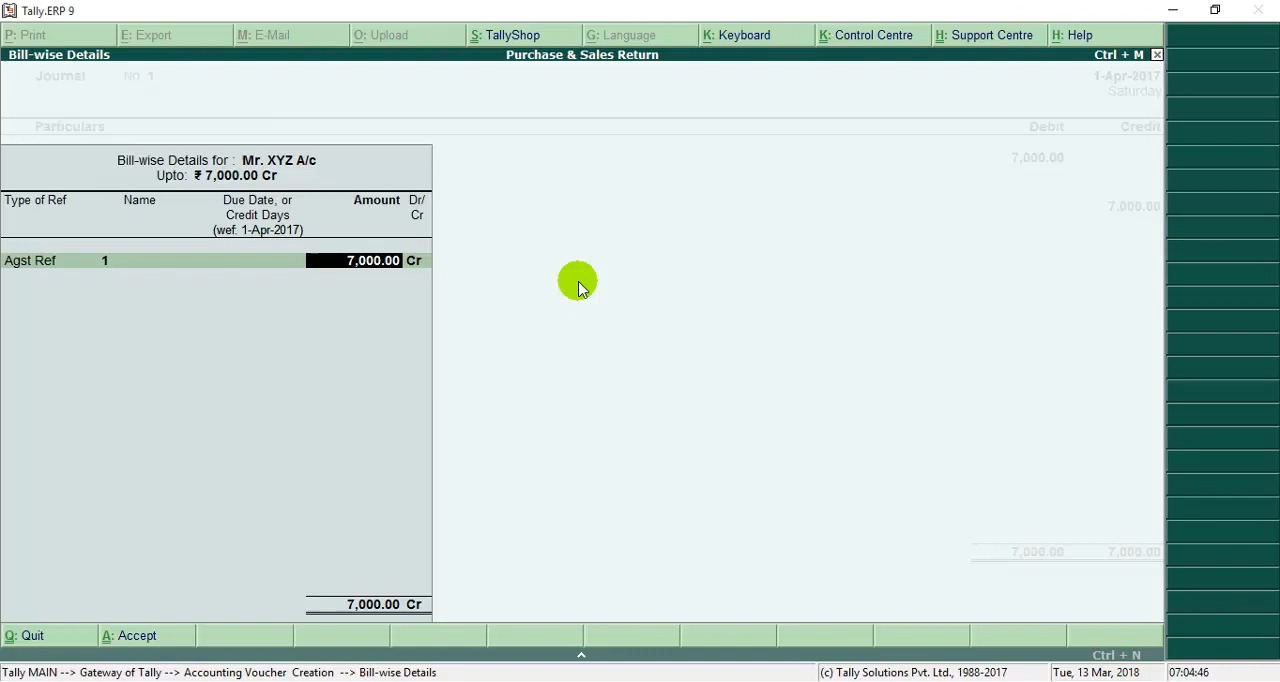 Tally.ERP 9
P: Print E: Export M: E-Mail O: Upload S: TallyShop G: Language K: Keyboard K: Control Centre H: Support Centre H: Help
Bill-wise Details Purchase & Sales Return Ctrl + M
Journal No. 1 1-Apr-2017
Saturday
Particulars Debit Credit
Bill-wise Details for : Mr. XYZ A/c
Upto: ₹ 7,000.00 Cr
7,000.00
Type of Ref Name Due Date, or Amount Dr/
Credit Days Cr
(wef. 1-Apr-2017)
7,000.00
Agst Ref 1 7,000.00 Cr
7,000.00 7,000.00
7,000.00 Cr
Q: Quit A: Accept
Ctrl + N
Tally MAIN --> Gateway of Tally --> Accounting Voucher Creation --> Bill-wise Details (c) Tally Solutions Pvt. Ltd., 1988-2017 Tue, 13 Mar, 2018 07:04:46